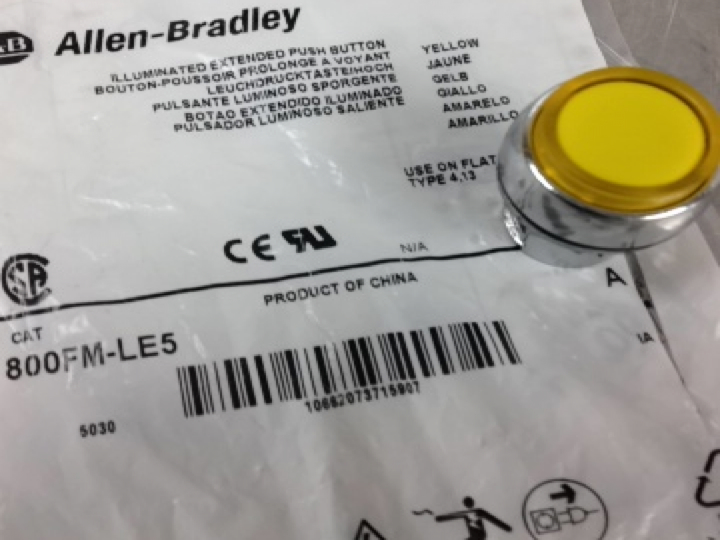 AB Allen-Bradley
ILLUMINATED EXTENDED PUSH BUTTON YELLOW
BOUTON-POUSSOIR PROLONGE A VOYANT JAUNE
LEUCHDRUCKTASTE/HOCH GELB
PULSANTE LUMINOSO SPORGENTE GIALLO
BOTAO EXTENDIDO ILUMINADO AMARELO
PULSADOR LUMINOSO SALIENTE AMARILLO
USE ON FLAT
TYPE 4,13
CE
N/A
PRODUCT OF CHINA
A
CAT
800FM-LE5
IA
10662073715907
5030